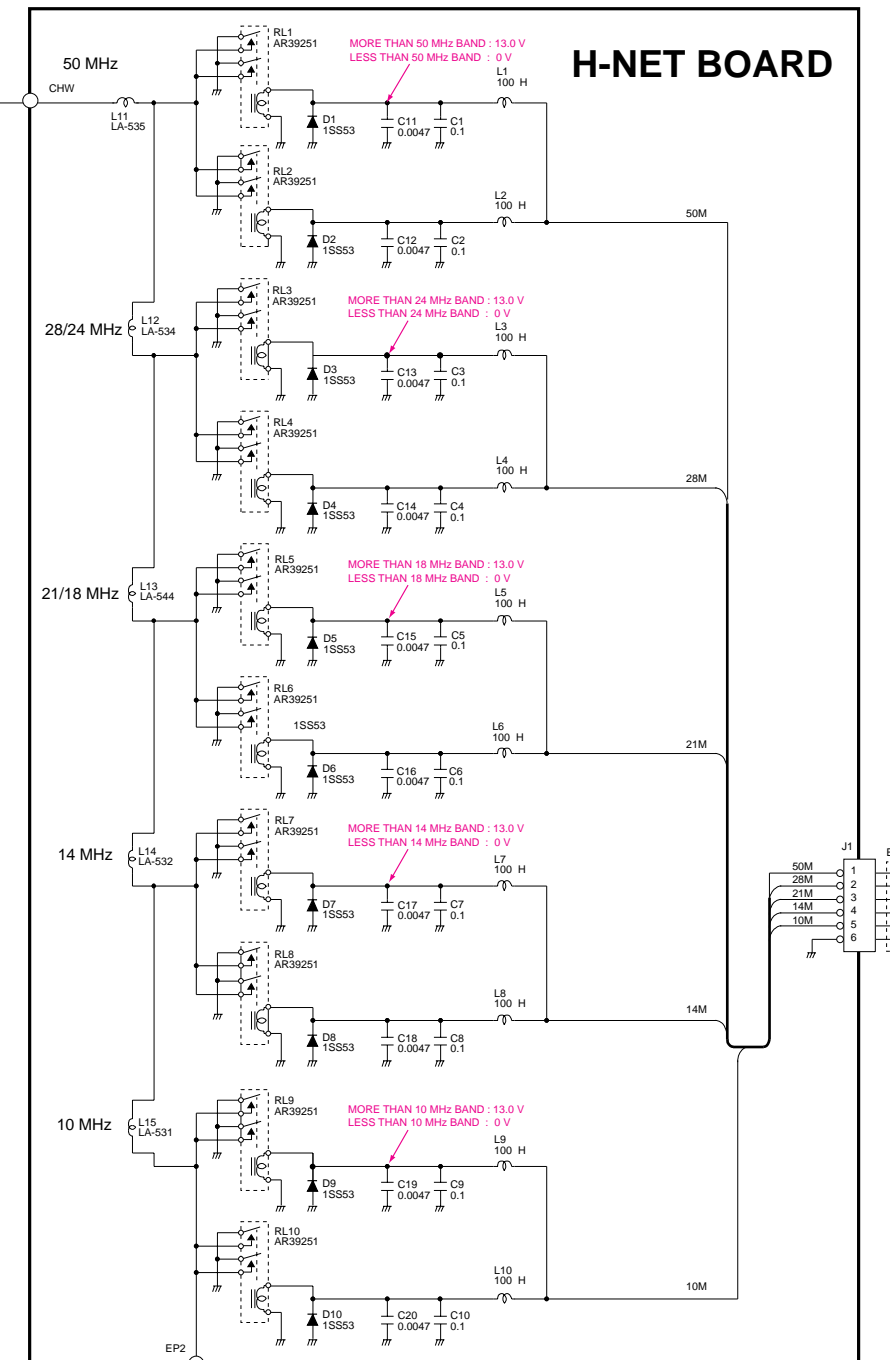 H-NET BOARD
50 MHz
CHW
L11
LA-535
RL1
AR39251
MORE THAN 50 MHz BAND : 13.0 V
LESS THAN 50 MHz BAND : 0 V
L1
100 H
D1
1SS53
C11
0.0047
C1
0.1
RL2
AR39251
L2
100 H
50M
D2
1SS53
C12
0.0047
C2
0.1
28/24 MHz
L12
LA-534
RL3
AR39251
MORE THAN 24 MHz BAND : 13.0 V
LESS THAN 24 MHz BAND : 0 V
L3
100 H
D3
1SS53
C13
0.0047
C3
0.1
RL4
AR39251
L4
100 H
28M
D4
1SS53
C14
0.0047
C4
0.1
21/18 MHz
L13
LA-544
RL5
AR39251
MORE THAN 18 MHz BAND : 13.0 V
LESS THAN 18 MHz BAND : 0 V
L5
100 H
D5
1SS53
C15
0.0047
C5
0.1
RL6
AR39251
1SS53
L6
100 H
21M
D6
1SS53
C16
0.0047
C6
0.1
14 MHz
L14
LA-532
RL7
AR39251
MORE THAN 14 MHz BAND : 13.0 V
LESS THAN 14 MHz BAND : 0 V
L7
100 H
D7
1SS53
C17
0.0047
C7
0.1
J1
50M 1
28M 2
21M 3
14M 4
10M 5
6
RL8
AR39251
L8
100 H
14M
D8
1SS53
C18
0.0047
C8
0.1
10 MHz
L15
LA-531
RL9
AR39251
MORE THAN 10 MHz BAND : 13.0 V
LESS THAN 10 MHz BAND : 0 V
L9
100 H
D9
1SS53
C19
0.0047
C9
0.1
RL10
AR39251
L10
100 H
10M
D10
1SS53
C20
0.0047
C10
0.1
EP2